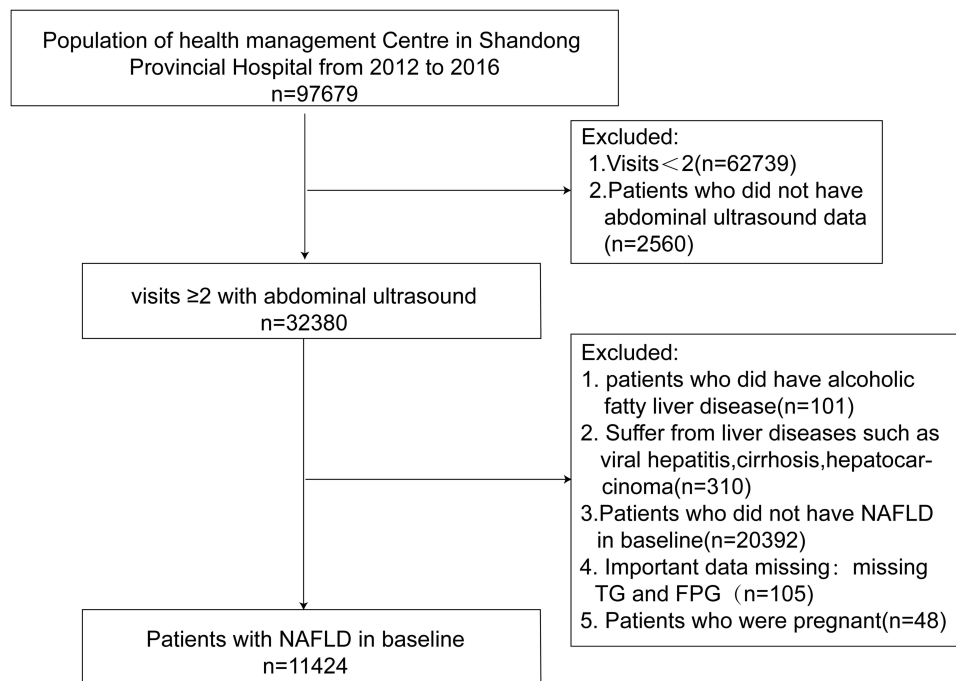 Population of health management Centre in Shandong
Provincial Hospital from 2012 to 2016
n=97679
Excluded:
1.Visits＜2(n=62739)
2.Patients who did not have
abdominal ultrasound data
(n=2560)
visits ≥2 with abdominal ultrasound
n=32380
Excluded:
1. patients who did have alcoholic
fatty liver disease(n=101)
2. Suffer from liver diseases such as
viral hepatitis,cirrhosis,hepatocar-
cinoma(n=310)
3.Patients who did not have NAFLD
in baseline(n=20392)
4. Important data missing：missing
TG and FPG（n=105)
5. Patients who were pregnant(n=48)
Patients with NAFLD in baseline
n=11424